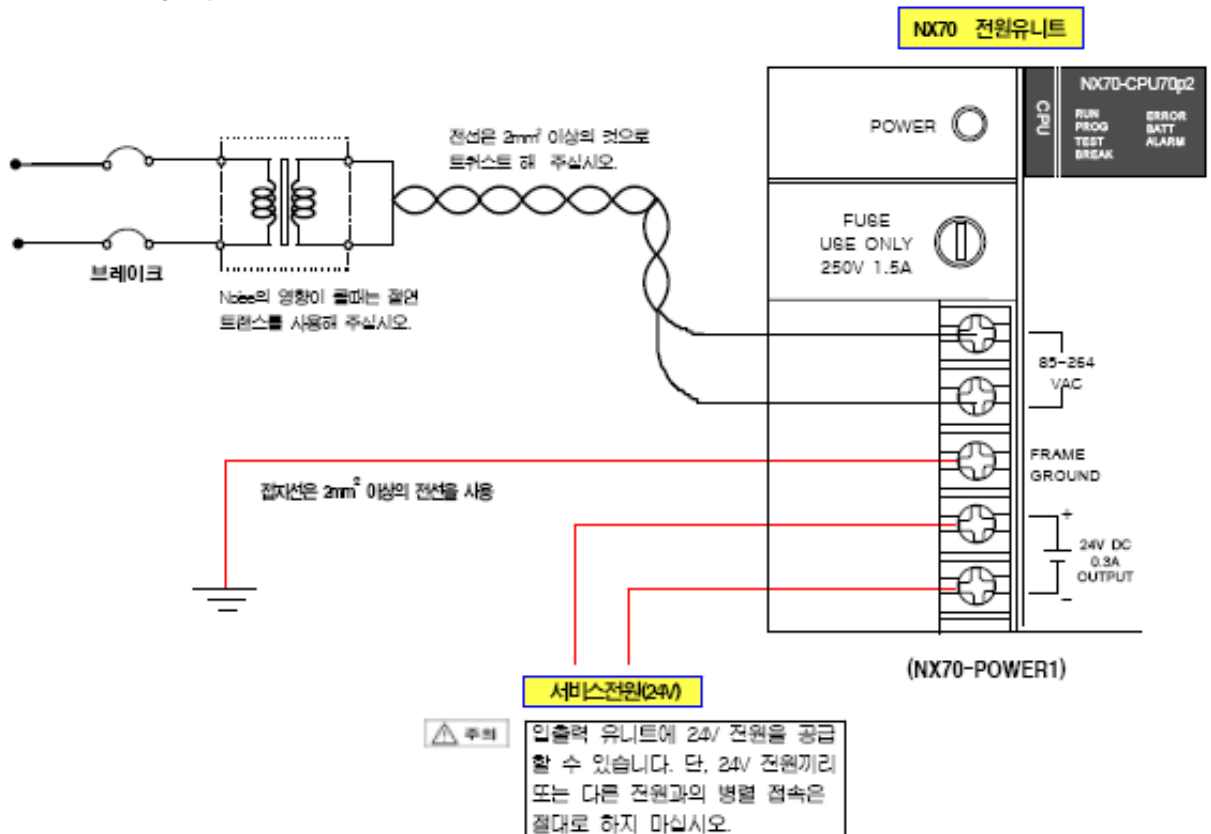 NX70 전원유니트
NX70-CPU70p2
CPU
RUN
PROG
TEST
BREAK
ERROR
BATT
ALARM
POWER
전선은 2mm² 이상의 것으로
트위스트 해 주십시오.
FUSE
USE ONLY
250V 1.5A
브레이크
Noise의 영향이 클때는 절연
트랜스를 사용해 주십시오.
85-264
VAC
FRAME
GROUND
접지선은 2mm² 이상의 전선을 사용
+
24V DC
0.3A
OUTPUT
-
(NX70-POWER1)
서비스전원(24V)
주의
입출력 유니트에 24V 전원을 공급
할 수 있습니다. 단, 24V 전원끼리
또는 다른 전원과의 병렬 접속은
절대로 하지 마십시오.